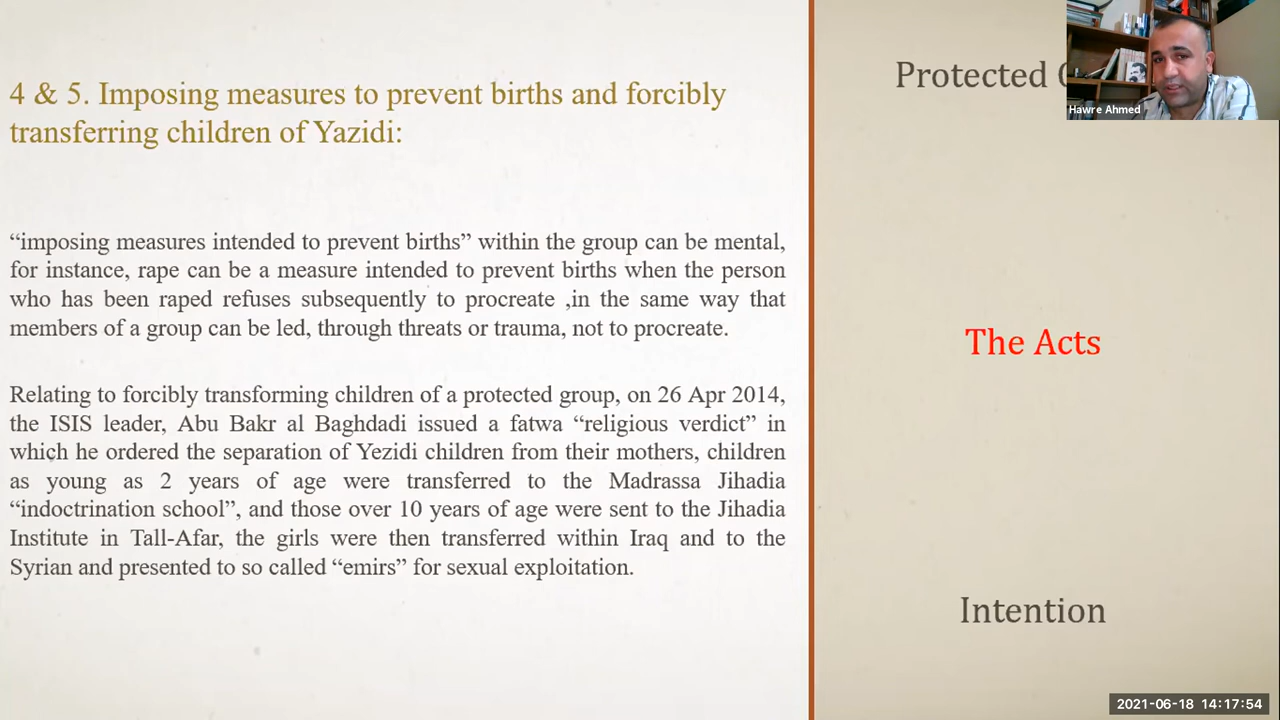 4 & 5. Imposing measures to prevent births and forcibly
transferring children of Yazidi:
“imposing measures intended to prevent births” within the group can be mental,
for instance, rape can be a measure intended to prevent births when the person
who has been raped refuses subsequently to procreate ,in the same way that
members of a group can be led, through threats or trauma, not to procreate.
Relating to forcibly transforming children of a protected group, on 26 Apr 2014,
the ISIS leader, Abu Bakr al Baghdadi issued a fatwa “religious verdict” in
which he ordered the separation of Yezidi children from their mothers, children
as young as 2 years of age were transferred to the Madrassa Jihadia
“indoctrination school”, and those over 10 years of age were sent to the Jihadia
Institute in Tall-Afar, the girls were then transferred within Iraq and to the
Syrian and presented to so called “emirs” for sexual exploitation.
Protected
The Acts
Intention
Hawre Ahmed
2021-06-18 14:17:54